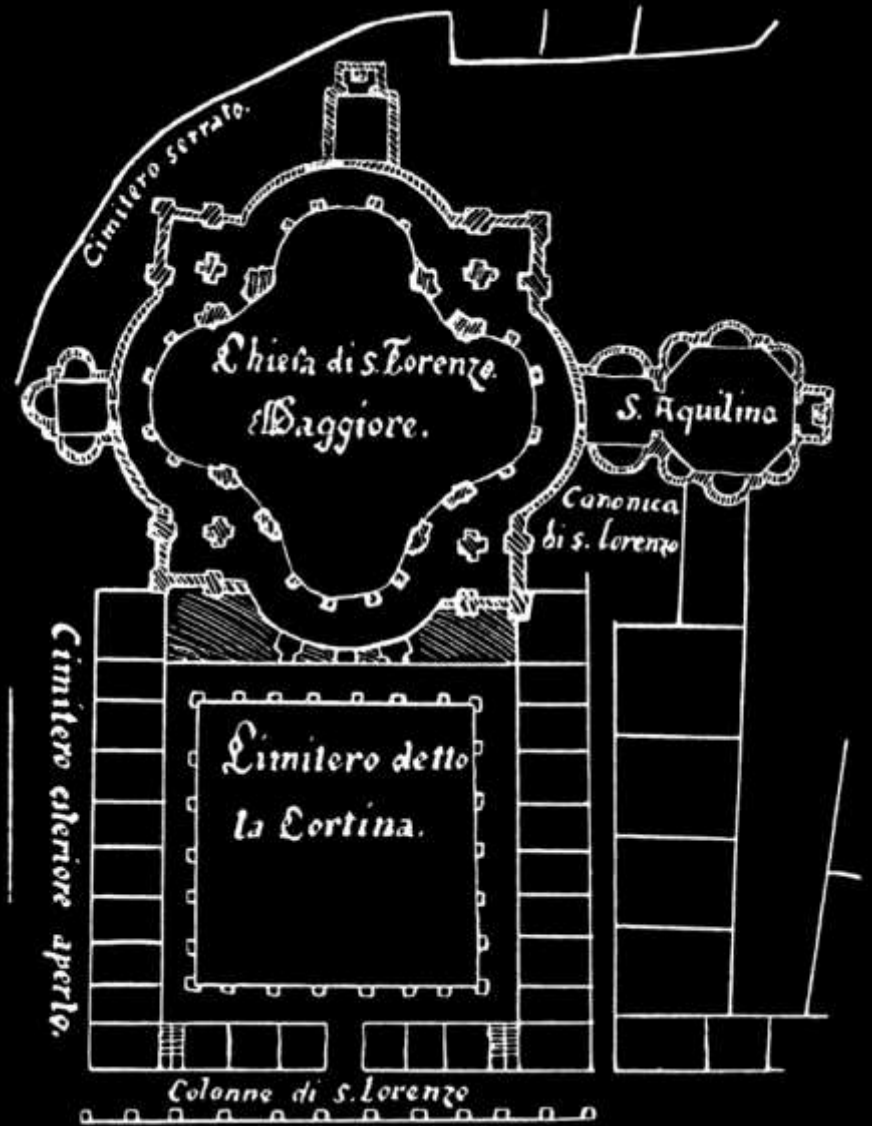 Cimitero serrato.
Chiesa di s. Lorenzo
Maggiore.
S. Aquilino
Canonica
di s. Lorenzo
Cimitero esteriore aperto.
Cimitero detto
la Cortina.
Colonne di s. Lorenzo